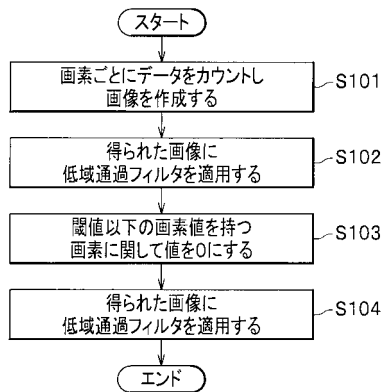 スタート
画素ごとにデータをカウントし
画像を作成する
S101
得られた画像に
低域通過フィルタを適用する
S102
閾値以下の画素値を持つ
画素に関して値を0にする
S103
得られた画像に
低域通過フィルタを適用する
S104
エンド